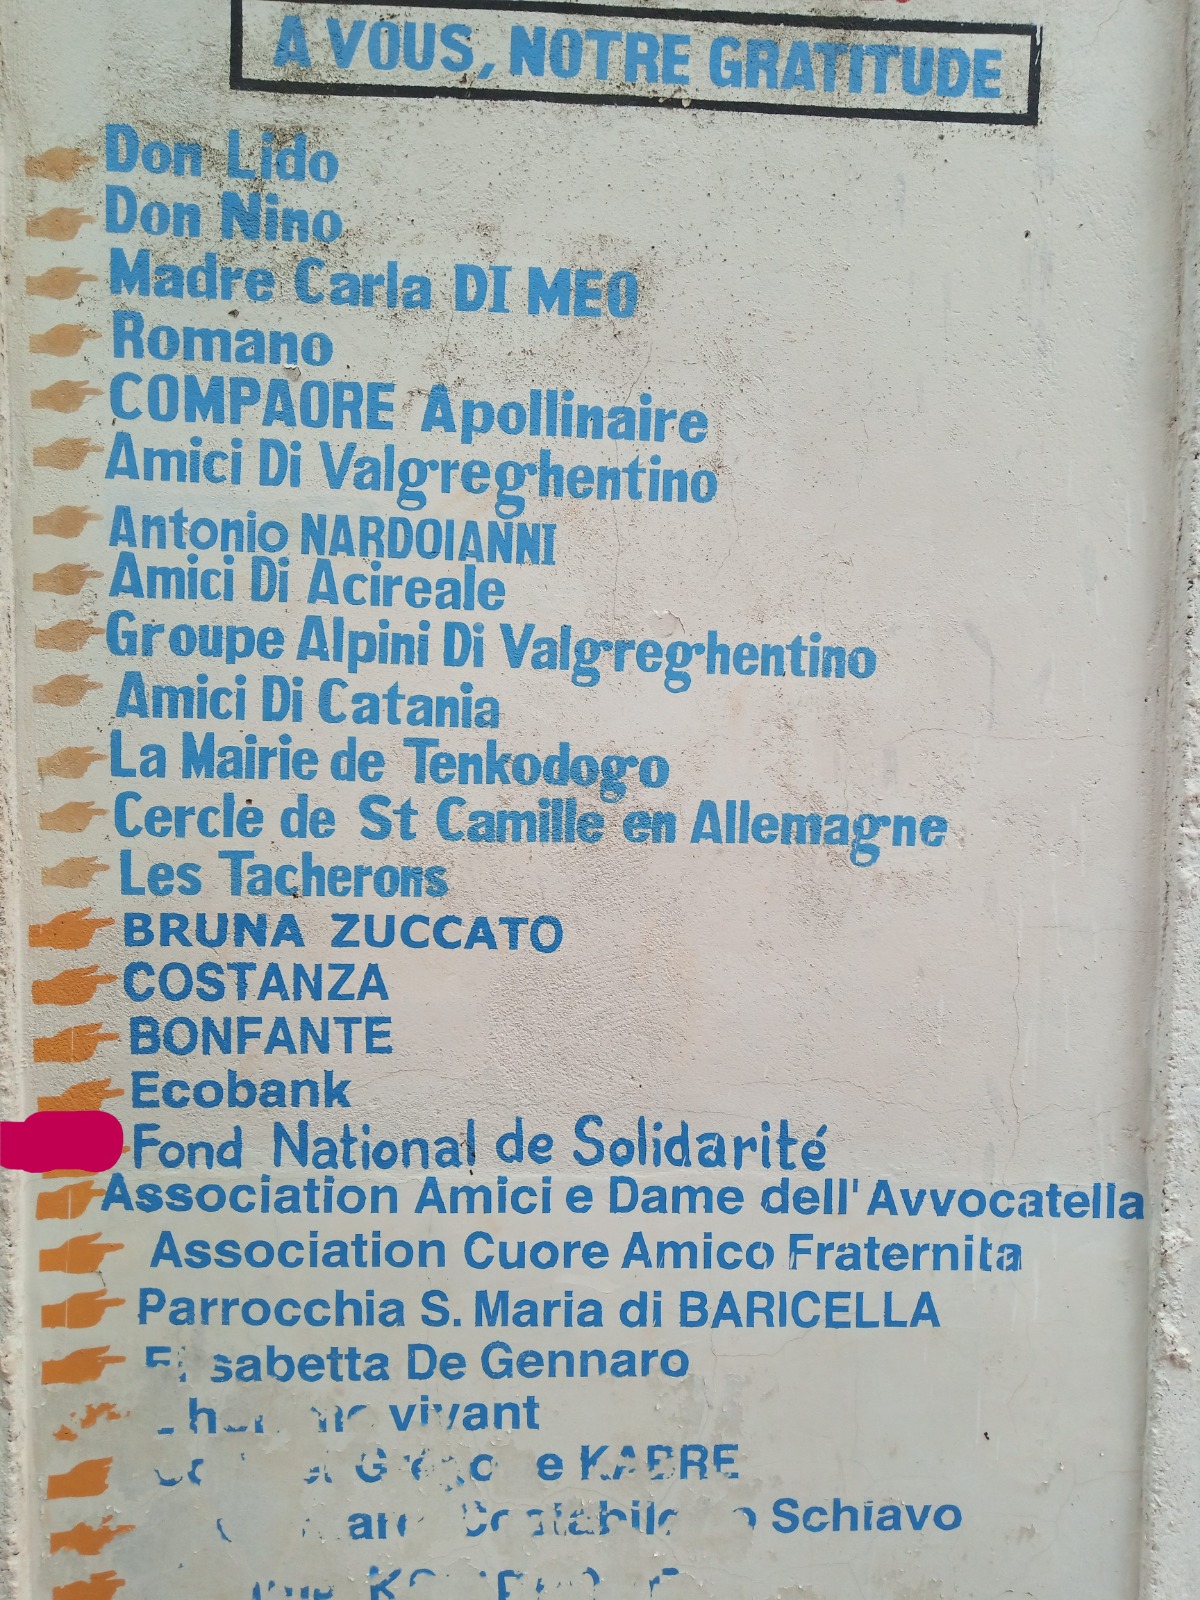 A VOUS, NOTRE GRATITUDE
Don Lido
Don Nino
Madre Carla DI MEO
Romano
COMPAORE Apollinaire
Amici Di Valgreghentino
Antonio NARDOIANNI
Amici Di Acireale
Groupe Alpini Di Valgreghentino
Amici Di Catania
La Mairie de Tenkodogo
Cercle de St Camille en Allemagne
Les Tacherons
BRUNA ZUCCATO
COSTANZA
BONFANTE
Ecobank
Fond National de Solidarité
Association Amici e Dame dell'Avvocatella
Association Cuore Amico Fraternita
Parrocchia S. Maria di BARICELLA
Elisabetta De Gennaro
vivant
KABRE
Schiavo